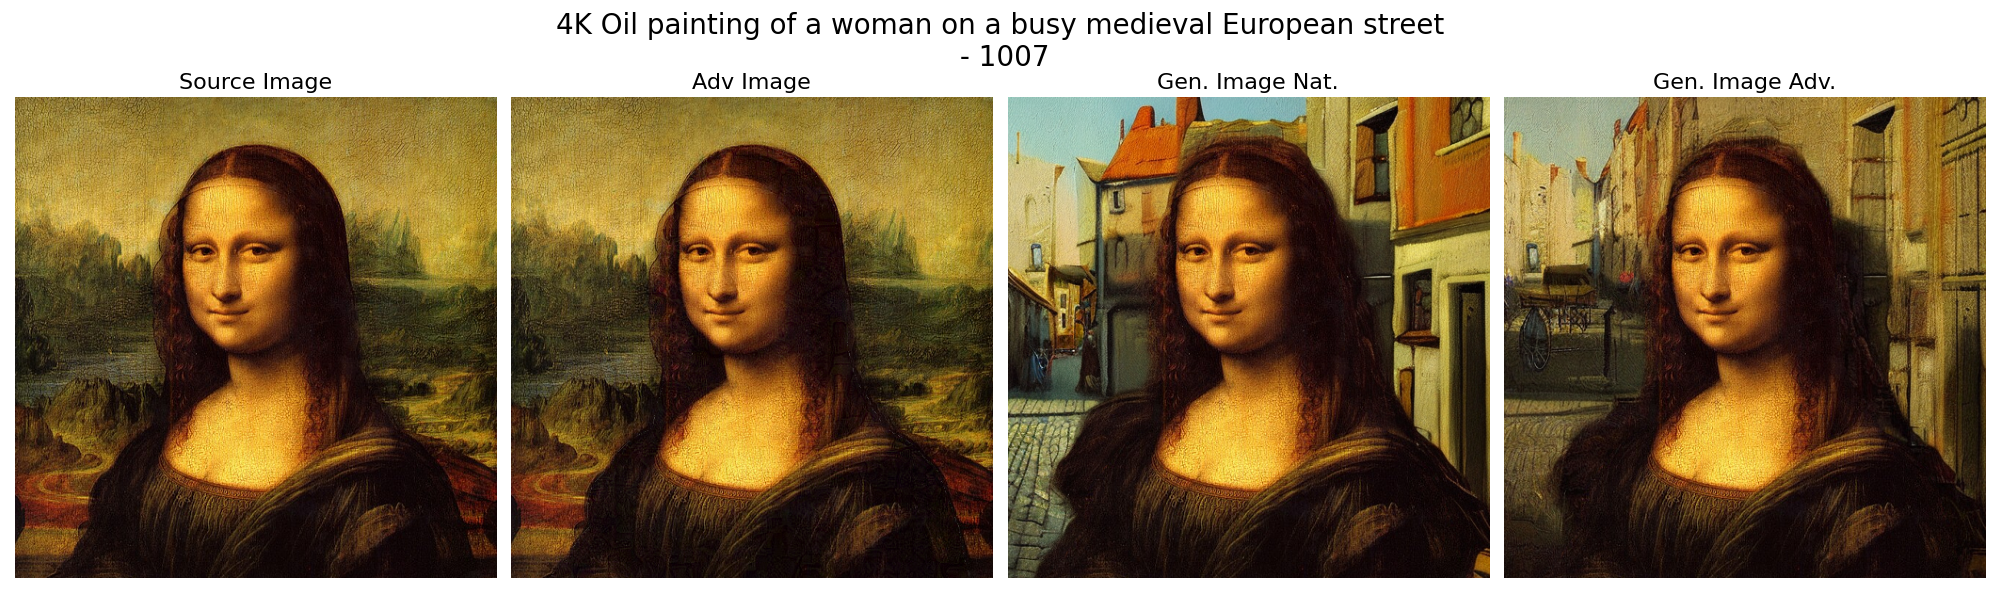 4K Oil painting of a woman on a busy medieval European street
- 1007
Source Image
Adv Image
Gen. Image Nat.
Gen. Image Adv.